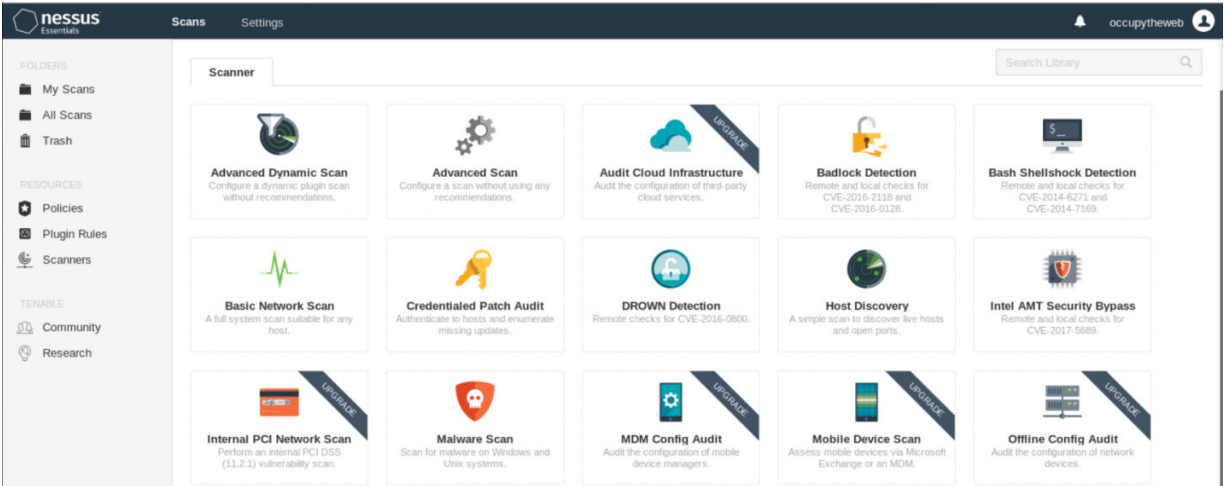 nessus
Essentials
Scans
Settings
occupytheweb
FOLDERS
My Scans
All Scans
Trash
RESOURCES
Policies
Plugin Rules
Scanners
TENABLE
Community
Research
Scanner
Search Library
Advanced Dynamic Scan
Configure a dynamic plugin scan
without recommendations.
Advanced Scan
Configure a scan without using any
recommendations.
UPGRADE
Audit Cloud Infrastructure
Audit the configuration of third-party
cloud services.
Badlock Detection
Remote and local checks for
CVE-2016-2118 and
CVE-2016-0128.
$_
Bash Shellshock Detection
Remote and local checks for
CVE-2014-6271 and
CVE-2014-7169.
Basic Network Scan
A full system scan suitable for any
host.
Credentialed Patch Audit
Authenticate to hosts and enumerate
missing updates.
DROWN Detection
Remote checks for CVE-2016-0800.
Host Discovery
A simple scan to discover live hosts
and open ports.
Intel AMT Security Bypass
Remote and local checks for
CVE-2017-5689.
UPGRADE
Internal PCI Network Scan
Perform an internal PCI DSS
(11.2.1) vulnerability scan.
Malware Scan
Scan for malware on Windows and
Unix systems.
UPGRADE
MDM Config Audit
Audit the configuration of mobile
device managers.
UPGRADE
Mobile Device Scan
Assess mobile devices via Microsoft
Exchange or an MDM.
UPGRADE
Offline Config Audit
Audit the configuration of network
devices.